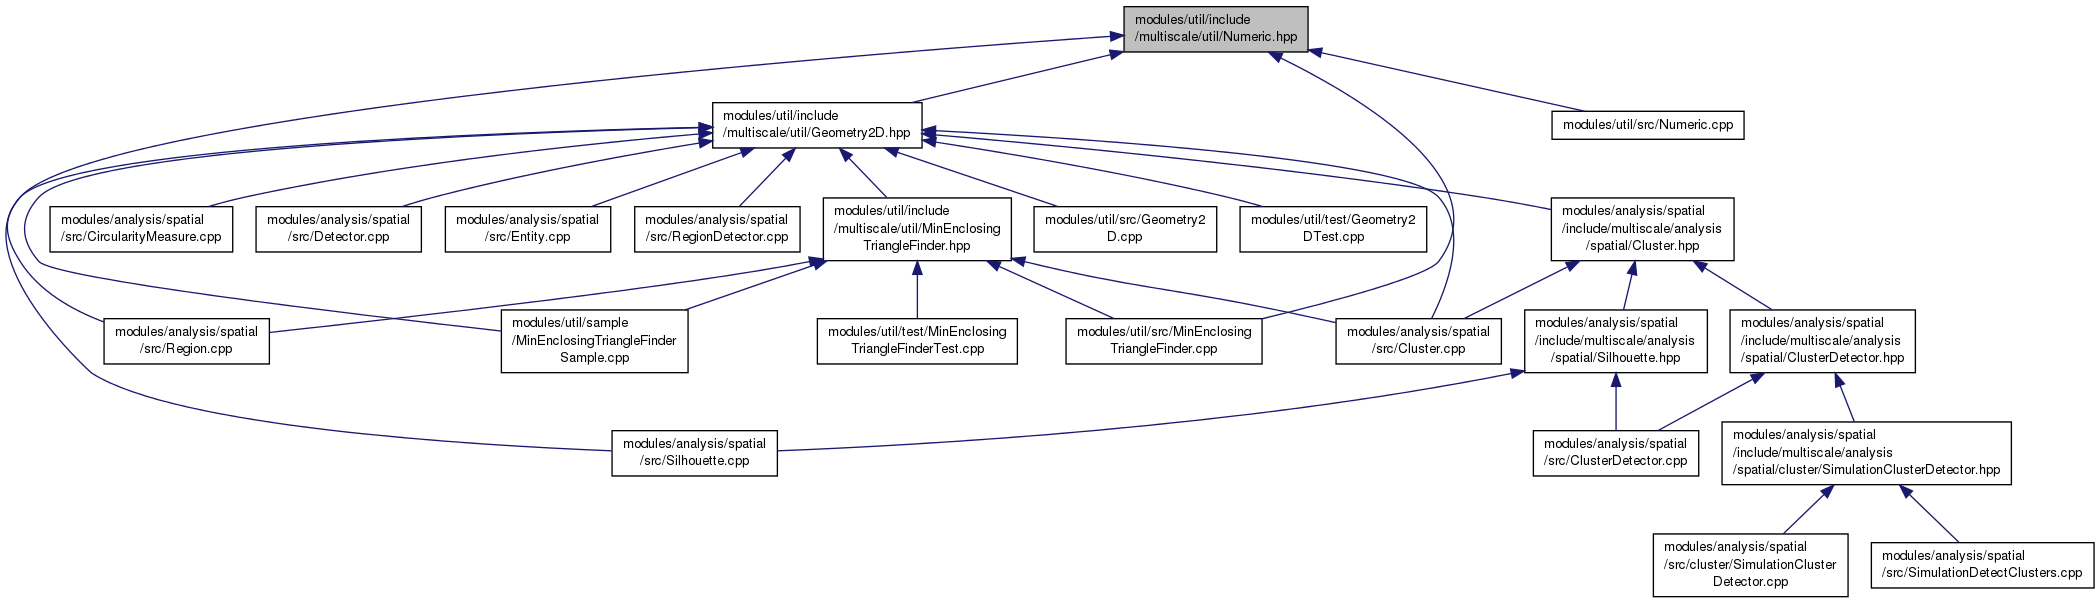 modules/util/include
/multiscale/util/Numeric.hpp
modules/util/include
/multiscale/util/Geometry2D.hpp
modules/util/src/Numeric.cpp
modules/analysis/spatial
/src/CircularityMeasure.cpp
modules/analysis/spatial
/src/Detector.cpp
modules/analysis/spatial
/src/Entity.cpp
modules/analysis/spatial
/src/RegionDetector.cpp
modules/util/include
/multiscale/util/MinEnclosing
TriangleFinder.hpp
modules/util/src/Geometry2
D.cpp
modules/util/test/Geometry2
DTest.cpp
modules/analysis/spatial
/include/multiscale/analysis
/spatial/Cluster.hpp
modules/analysis/spatial
/src/Region.cpp
modules/util/sample
/MinEnclosingTriangleFinder
Sample.cpp
modules/util/test/MinEnclosing
TriangleFinderTest.cpp
modules/util/src/MinEnclosing
TriangleFinder.cpp
modules/analysis/spatial
/src/Cluster.cpp
modules/analysis/spatial
/include/multiscale/analysis
/spatial/Silhouette.hpp
modules/analysis/spatial
/include/multiscale/analysis
/spatial/ClusterDetector.hpp
modules/analysis/spatial
/src/Silhouette.cpp
modules/analysis/spatial
/src/ClusterDetector.cpp
modules/analysis/spatial
/include/multiscale/analysis
/spatial/cluster/SimulationClusterDetector.hpp
modules/analysis/spatial
/src/cluster/SimulationCluster
Detector.cpp
modules/analysis/spatial
/src/SimulationDetectClusters.cpp